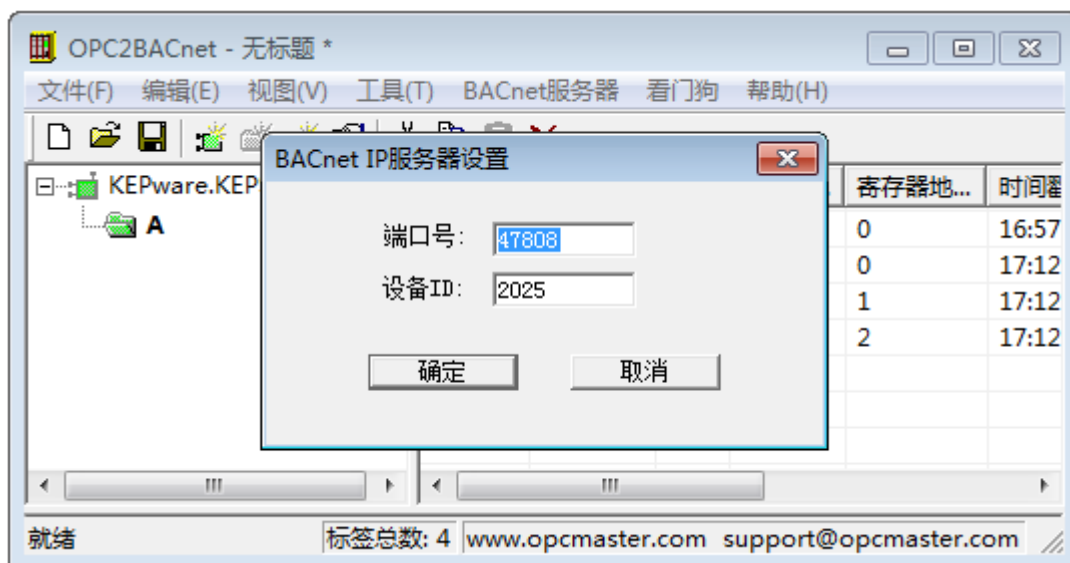 OPC2BACnet - 无标题 *
文件(F) 编辑(E) 视图(V) 工具(T) BACnet服务器 看门狗 帮助(H)
BACnet IP服务器设置
KEPware.KEP
寄存器地... 时间戳
A
端口号: 47808
设备ID: 2025
确定 取消
0 16:57
0 17:12
1 17:12
2 17:12
就绪 标签总数: 4 www.opcmaster.com support@opcmaster.com